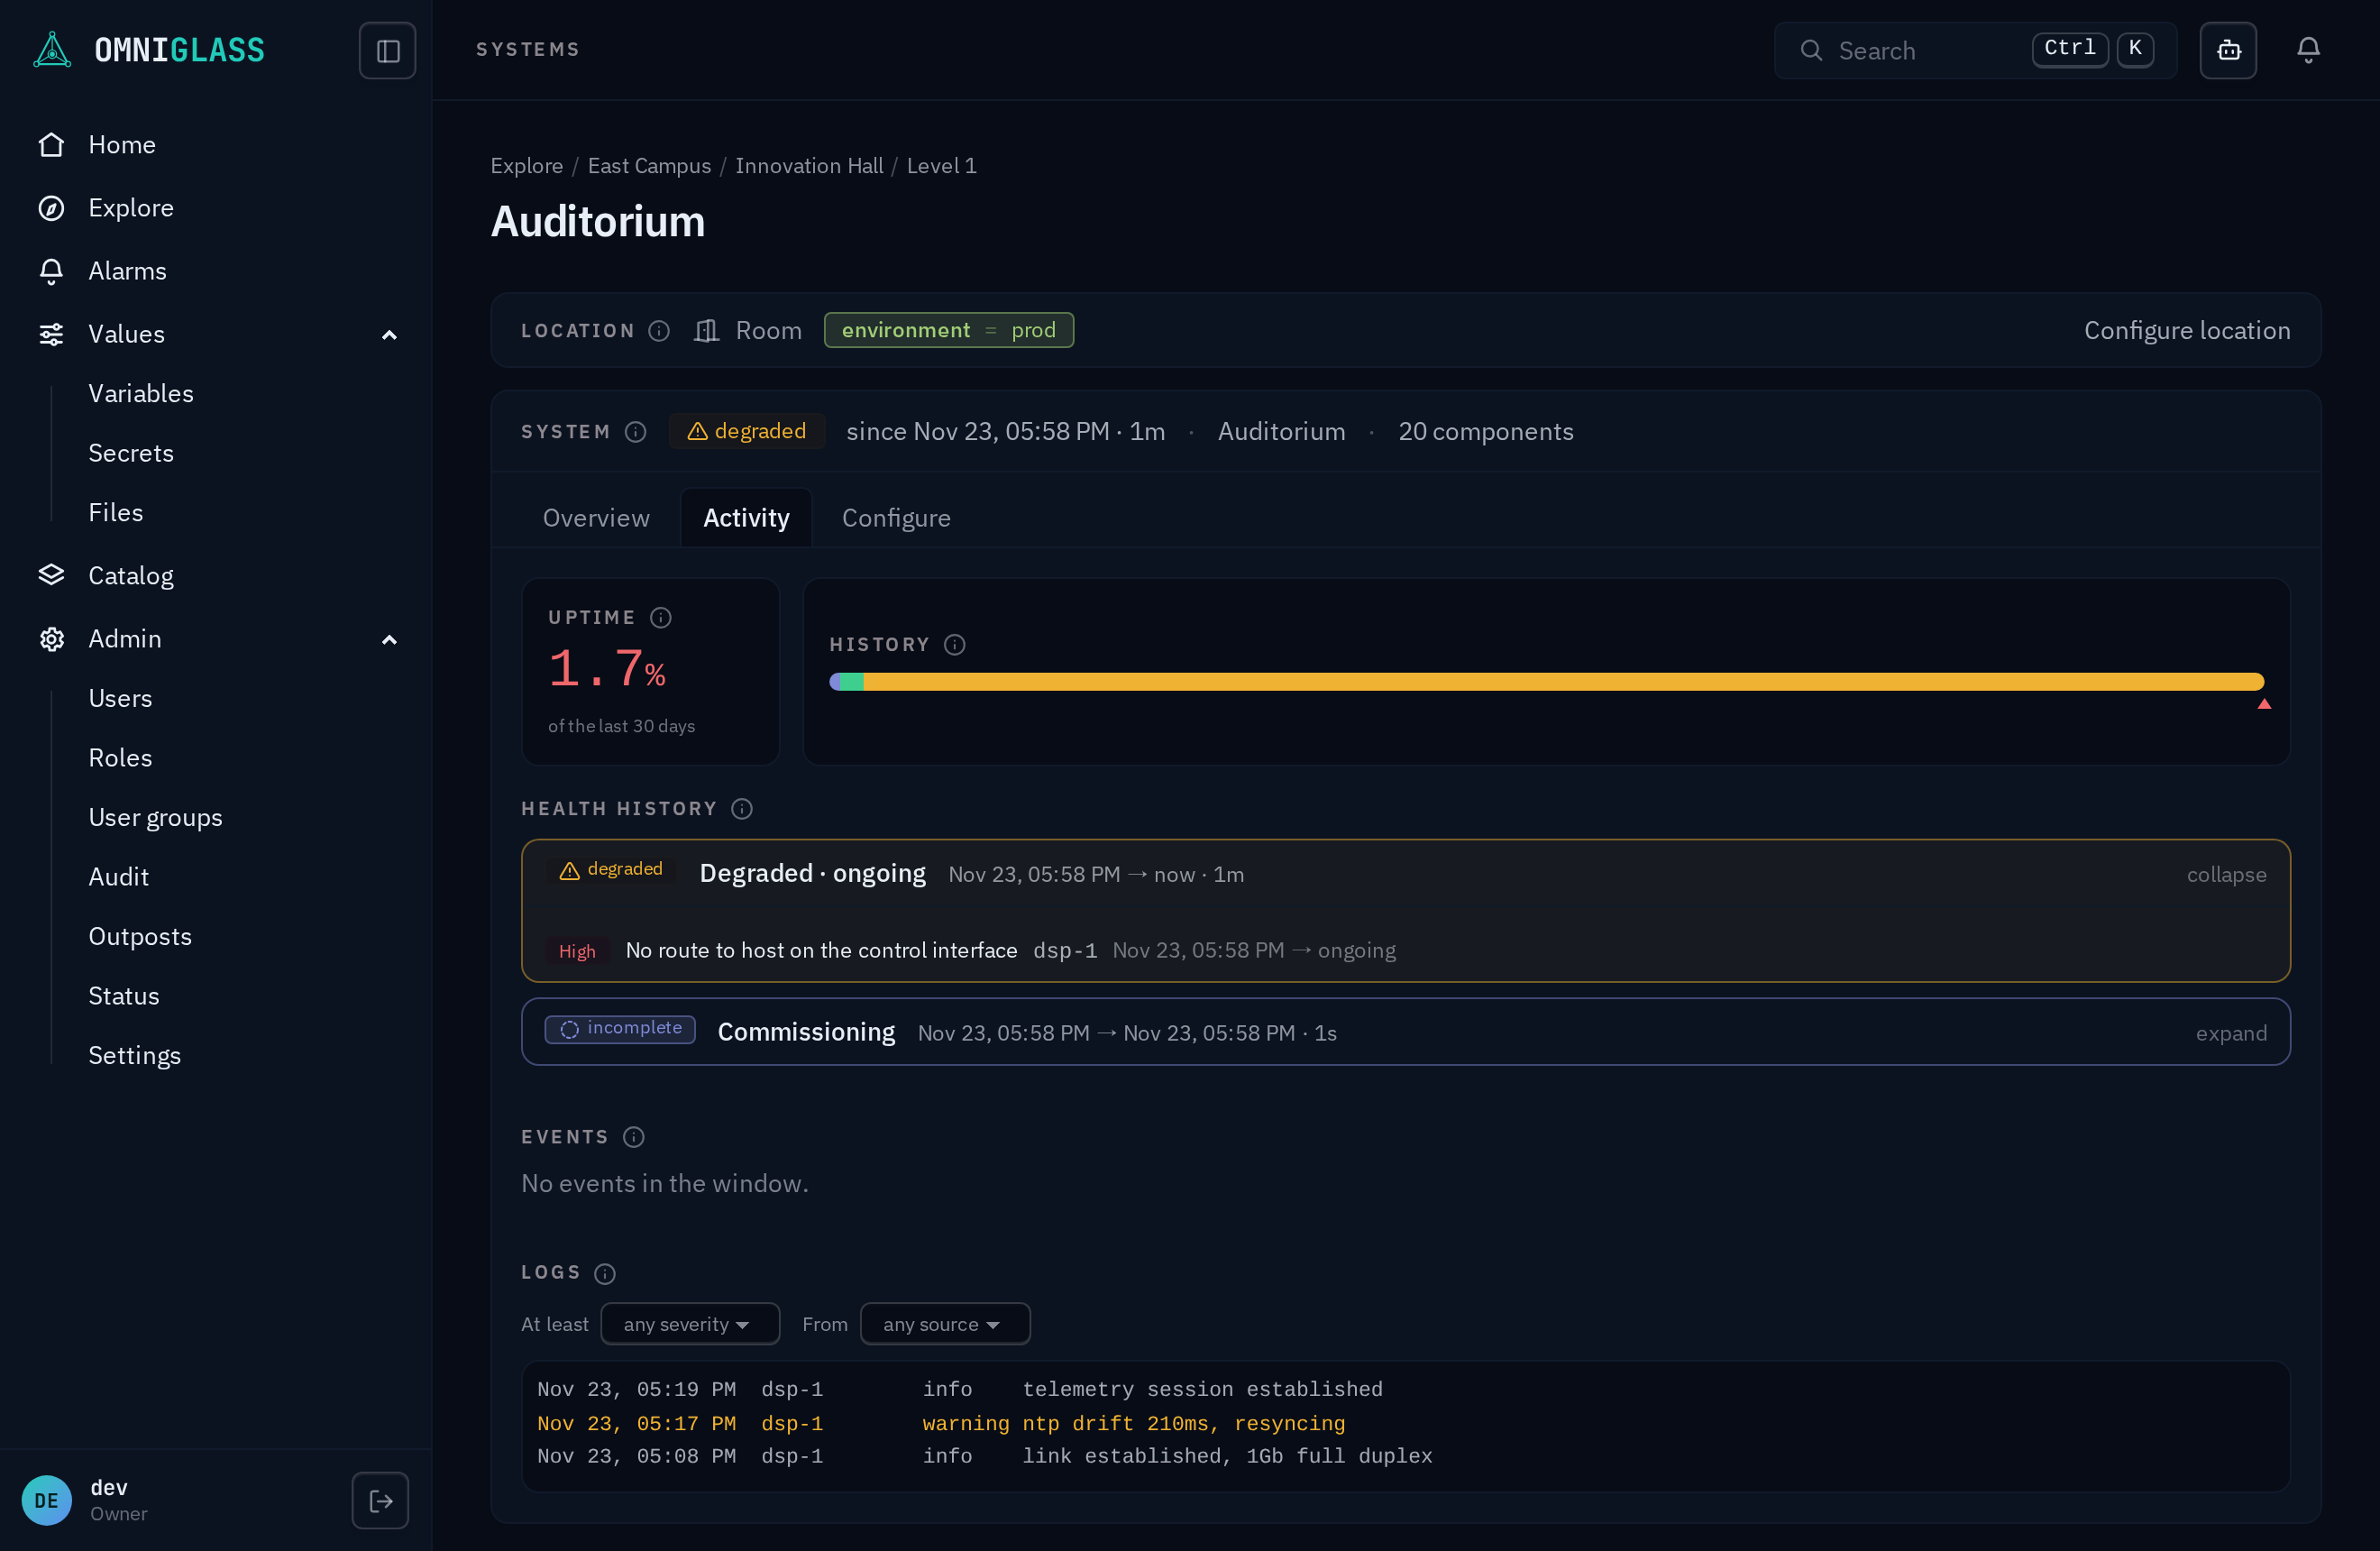 OMNIGLASS
Home
Explore
Alarms
Values
Variables
Secrets
Files
Catalog
Admin
Users
Roles
User groups
Audit
Outposts
Status
Settings
DE
dev
Owner
SYSTEMS
Search Ctrl K
Explore / East Campus / Innovation Hall / Level 1
Auditorium
LOCATION Room environment = prod Configure location
SYSTEM degraded since Nov 23, 05:58 PM · 1m · Auditorium · 20 components
Overview Activity Configure
UPTIME
1.7%
of the last 30 days
HISTORY
HEALTH HISTORY
degraded Degraded · ongoing Nov 23, 05:58 PM → now · 1m collapse
High No route to host on the control interface dsp-1 Nov 23, 05:58 PM → ongoing
incomplete Commissioning Nov 23, 05:58 PM → Nov 23, 05:58 PM · 1s expand
EVENTS
No events in the window.
LOGS
At least any severity From any source
Nov 23, 05:19 PM dsp-1 info telemetry session established
Nov 23, 05:17 PM dsp-1 warning ntp drift 210ms, resyncing
Nov 23, 05:08 PM dsp-1 info link established, 1Gb full duplex